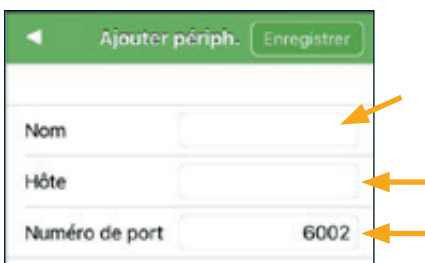 Ajouter périph. Enregistrer
Nom
Hôte
Numéro de port 6002